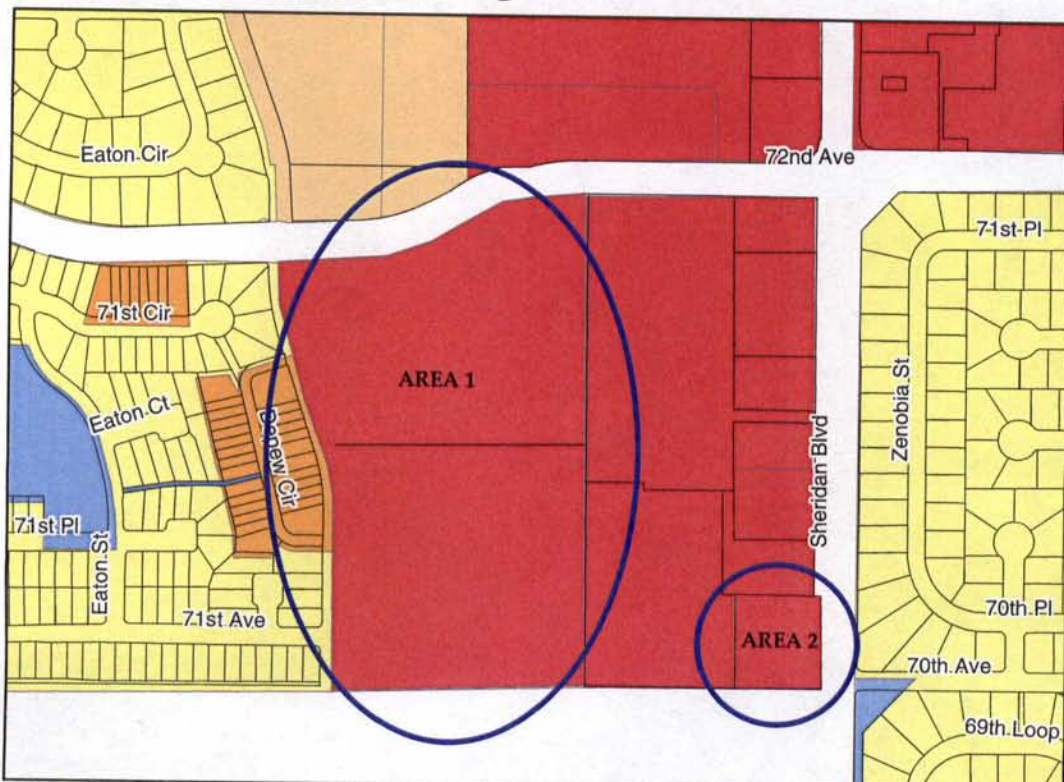 Eaton Cir
72nd Ave
71st Pl
71st Cir
AREA 1
Eaton Ct
Benew Cir
Zenobia St
Sheridan Blvd
71st Pl
Eaton St
71st Ave
70th Pl
AREA 2
70th Ave
69th Loop